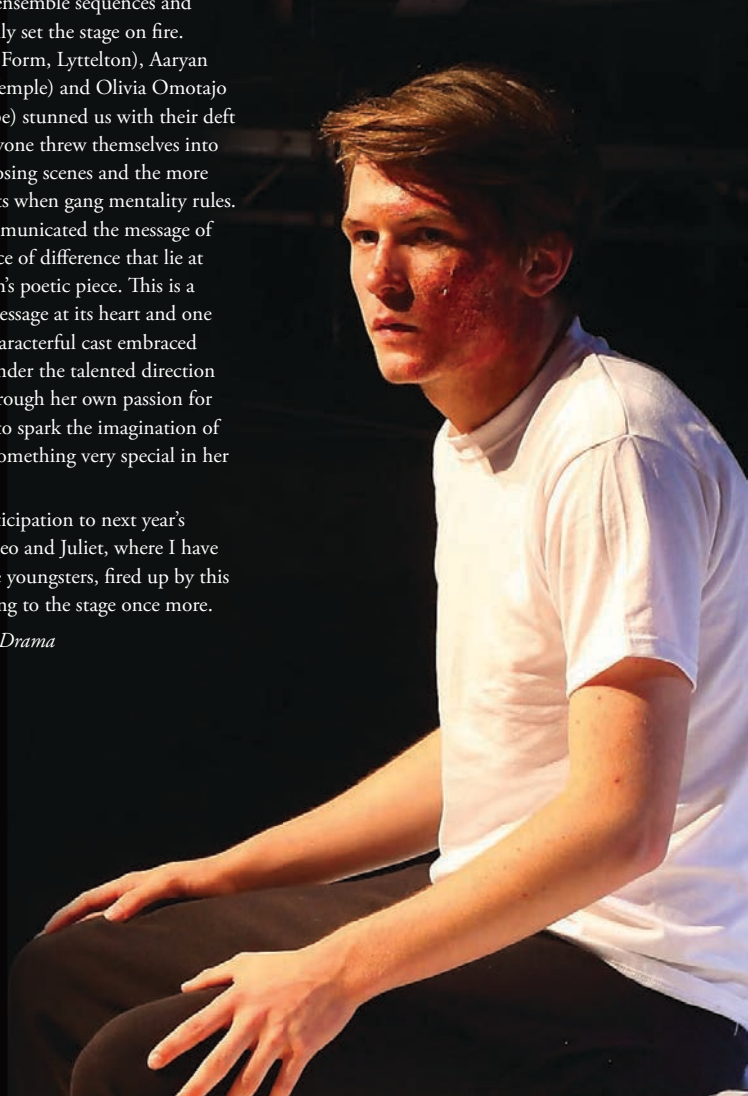 ensemble sequences and
ly set the stage on fire.
Form, Lyttelton), Aaryan
emple) and Olivia Omotajo
e) stunned us with their deft
yone threw themselves into
osing scenes and the more
ts when gang mentality rules.
municated the message of
ce of difference that lie at
n's poetic piece. This is a
essage at its heart and one
aracterful cast embraced
nder the talented direction
rough her own passion for
to spark the imagination of
omething very special in her
ticipation to next year's
eo and Juliet, where I have
e youngsters, fired up by this
ng to the stage once more.
Drama